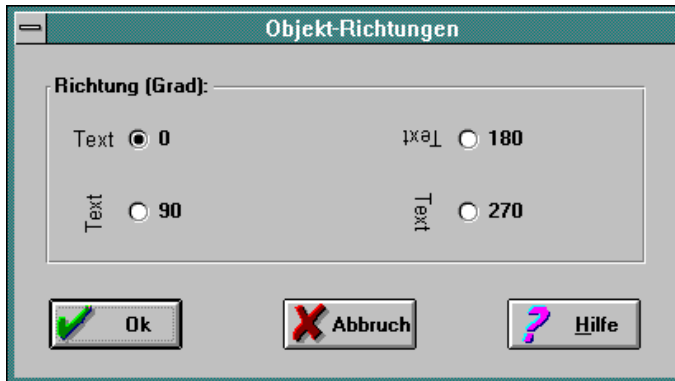 Objekt-Richtungen
Richtung (Grad):
Text 0
Text 180
Text 90
Text 270
Ok
Abbruch
Hilfe